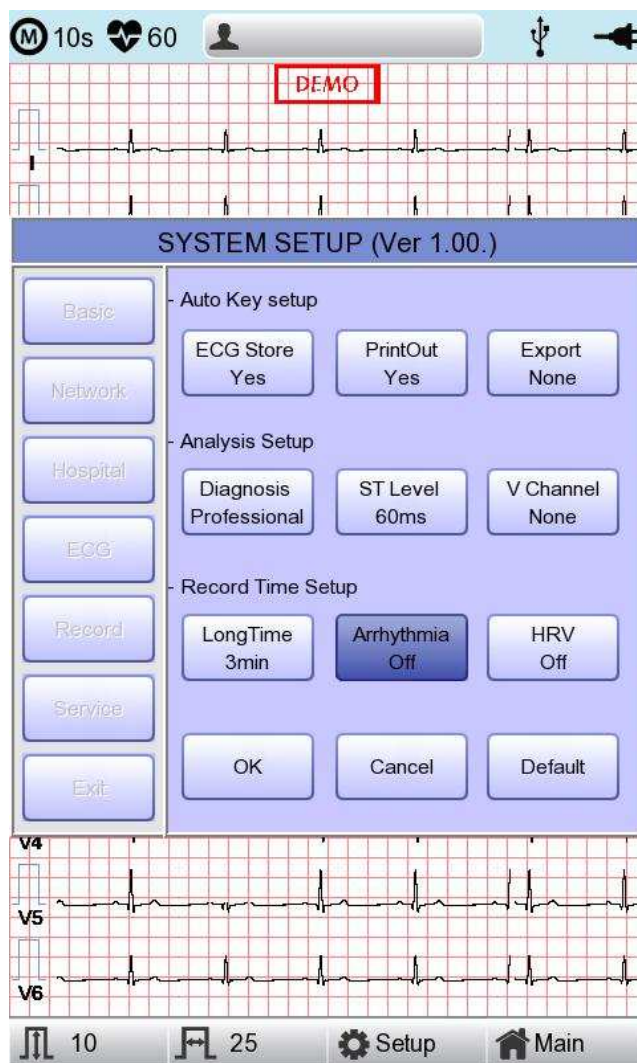 M 10s 60
DEMO
I
SYSTEM SETUP (Ver 1.00.)
Basic
Network
Hospital
ECG
Record
Service
Exit
- Auto Key setup
ECG Store
Yes
PrintOut
Yes
Export
None
- Analysis Setup
Diagnosis
Professional
ST Level
60ms
V Channel
None
- Record Time Setup
LongTime
3min
Arrhythmia
Off
HRV
Off
OK
Cancel
Default
V4
V5
V6
10 25 Setup Main